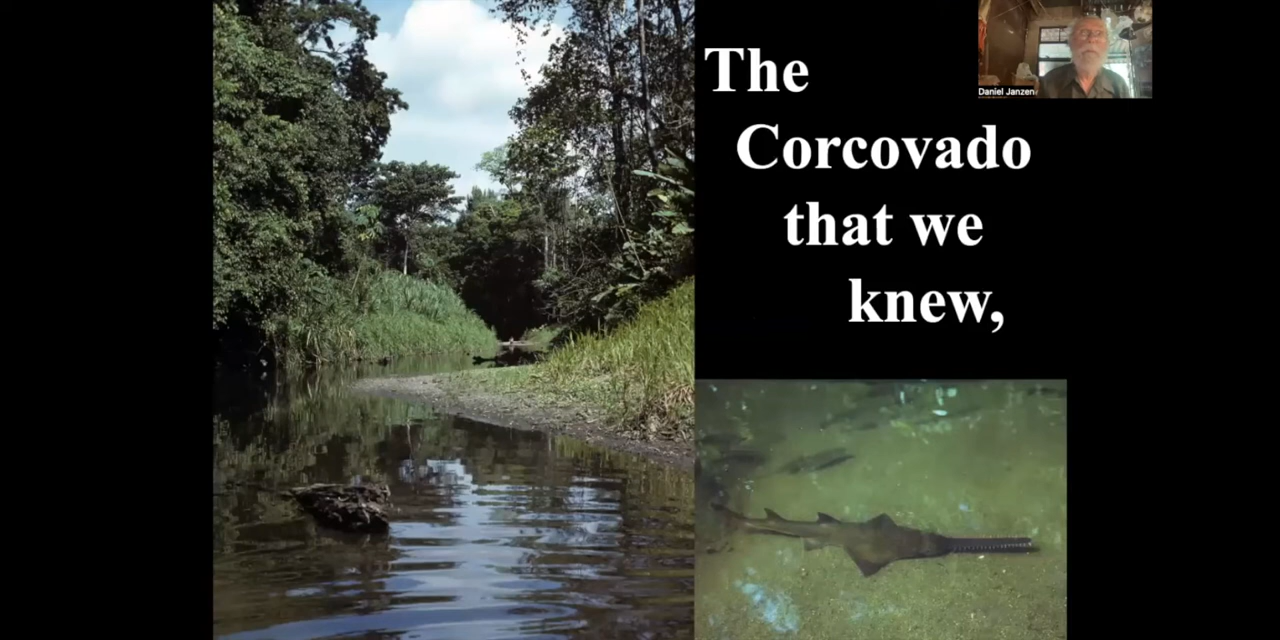 The
Corcovado
that we
knew,
Daniel Janzen